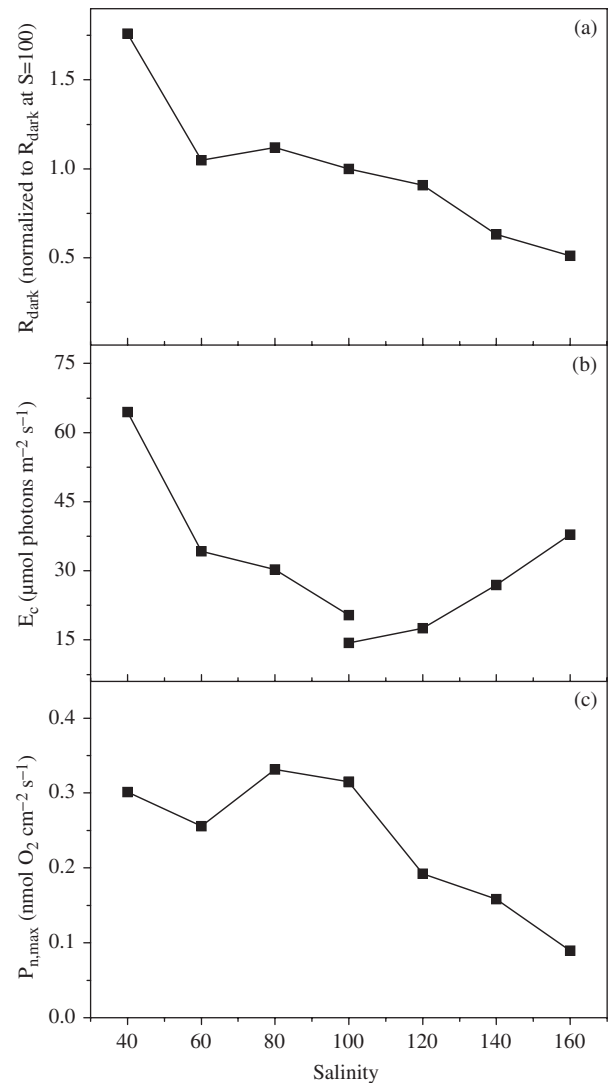 (a)
R_dark (normalized to R_dark at S=100)
1.5
1.0
0.5
(b)
E_c (μmol photons m⁻² s⁻¹)
75
60
45
30
15
(c)
P_n,max (nmol O₂ cm⁻² s⁻¹)
0.4
0.3
0.2
0.1
0.0
40 60 80 100 120 140 160
Salinity